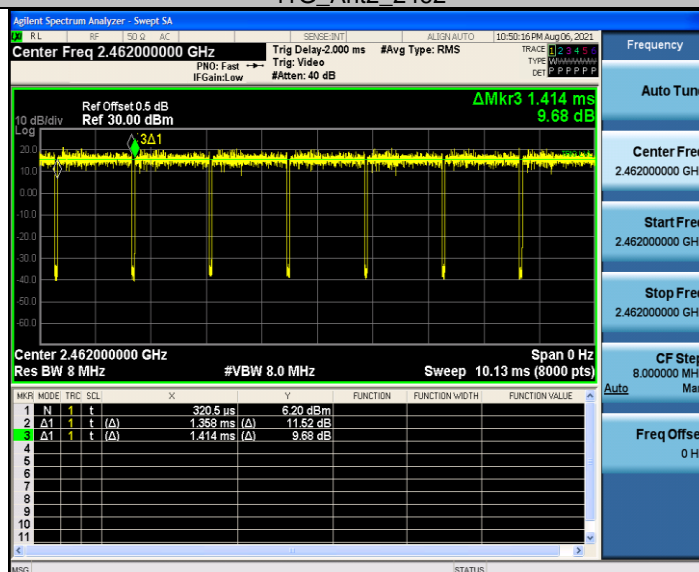 Agilent Spectrum Analyzer - Swept SA
RL RF 50 Ω AC SENSE:INT ALIGN AUTO 10:50:16 PM Aug 06, 2021
Center Freq 2.462000000 GHz
PNO: Fast
IFGain:Low
Trig Delay-2.000 ms
Trig: Video
#Atten: 40 dB
#Avg Type: RMS
TRACE 1 2 3 4 5 6
TYPE W
DET P P P P P P
Ref Offset 0.5 dB
10 dB/div Ref 30.00 dBm
Log
ΔMkr3 1.414 ms
9.68 dB
3Δ1
20.0
10.0
0.00
-10.0
-20.0
-30.0
-40.0
-50.0
-60.0
Center 2.462000000 GHz Span 0 Hz
Res BW 8 MHz #VBW 8.0 MHz Sweep 10.13 ms (8000 pts)
MKR MODE TRC SCL X Y FUNCTION FUNCTION WIDTH FUNCTION VALUE
1 N 1 t 320.5 µs 6.20 dBm
2 Δ1 1 t (Δ) 1.358 ms (Δ) 11.52 dB
3 Δ1 1 t (Δ) 1.414 ms (Δ) 9.68 dB
4
5
6
7
8
9
10
11
MSG STATUS
Frequency
Auto Tun
Center Fre
2.462000000 GH
Start Fre
2.462000000 GH
Stop Fre
2.462000000 GH
CF Step
8.000000 MH
Auto Ma
Freq Offse
0 H